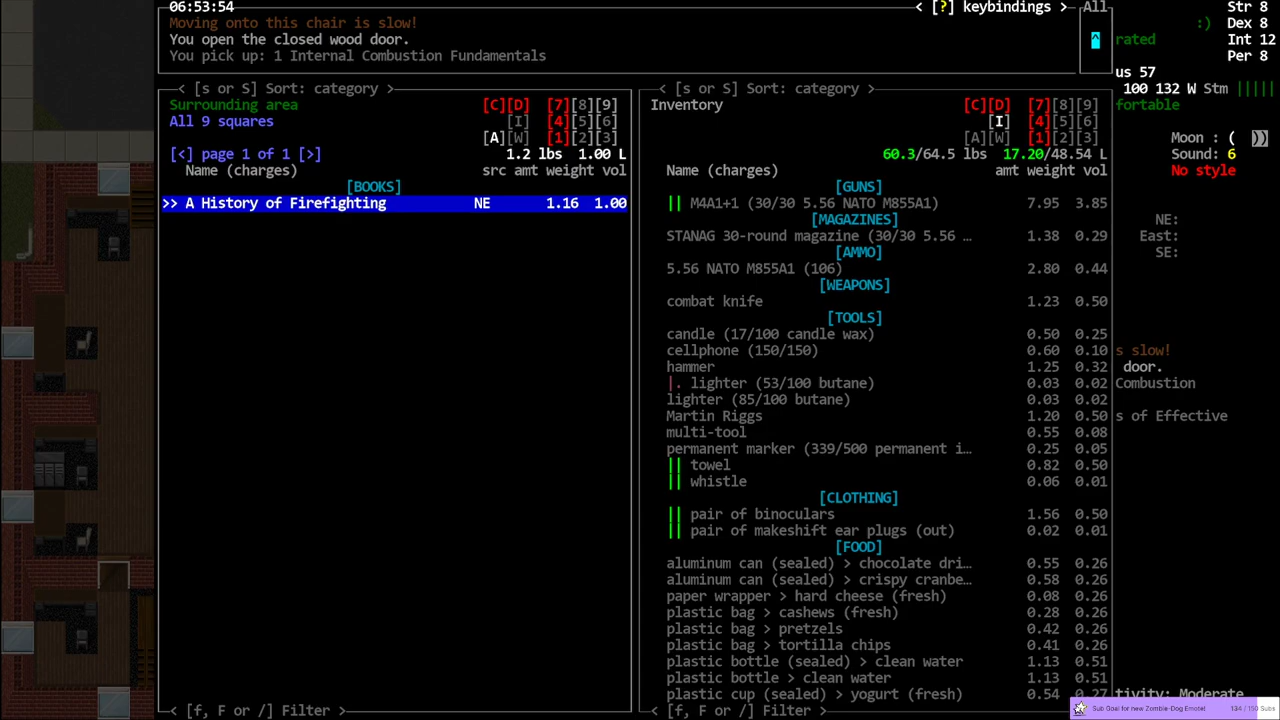 06:53:54
Moving onto this chair is slow!
You open the closed wood door.
You pick up: 1 Internal Combustion Fundamentals
< [?] keybindings >
All
^
Str 8
:) Dex 8
rated Int 12
Per 8
us 57
100 132 W Stm |||||
fortable
Moon : ( ))
Sound: 6
No style
NE:
East:
SE:
s slow!
door.
Combustion
s of Effective
tivity: Moderate
< [s or S] Sort: category >
Surrounding area [C][D] [7][8][9]
All 9 squares [I] [4][5][6]
[A][W] [1][2][3]
[<] page 1 of 1 [>] 1.2 lbs 1.00 L
Name (charges) src amt weight vol
[BOOKS]
>> A History of Firefighting NE 1.16 1.00
< [f, F or /] Filter >
< [s or S] Sort: category >
Inventory [C][D] [7][8][9]
[I] [4][5][6]
[A][W] [1][2][3]
60.3/64.5 lbs 17.20/48.54 L
Name (charges) amt weight vol
[GUNS]
|| M4A1+1 (30/30 5.56 NATO M855A1) 7.95 3.85
[MAGAZINES]
STANAG 30-round magazine (30/30 5.56 … 1.38 0.29
[AMMO]
5.56 NATO M855A1 (106) 2.80 0.44
[WEAPONS]
combat knife 1.23 0.50
[TOOLS]
candle (17/100 candle wax) 0.50 0.25
cellphone (150/150) 0.60 0.10
hammer 1.25 0.32
|. lighter (53/100 butane) 0.03 0.02
lighter (85/100 butane) 0.03 0.02
Martin Riggs 1.20 0.50
multi-tool 0.55 0.08
permanent marker (339/500 permanent i… 0.25 0.05
|| towel 0.82 0.50
|| whistle 0.06 0.01
[CLOTHING]
|| pair of binoculars 1.56 0.50
|| pair of makeshift ear plugs (out) 0.02 0.01
[FOOD]
aluminum can (sealed) > chocolate dri… 0.55 0.26
aluminum can (sealed) > crispy cranbe… 0.58 0.26
paper wrapper > hard cheese (fresh) 0.08 0.26
plastic bag > cashews (fresh) 0.28 0.26
plastic bag > pretzels 0.42 0.26
plastic bag > tortilla chips 0.41 0.26
plastic bottle (sealed) > clean water 1.13 0.51
plastic bottle > clean water 1.13 0.51
plastic cup (sealed) > yogurt (fresh) 0.54 0.27
< [f, F or /] Filter >
Sub Goal for new Zombie-Dog Emote! 134 / 150 Subs